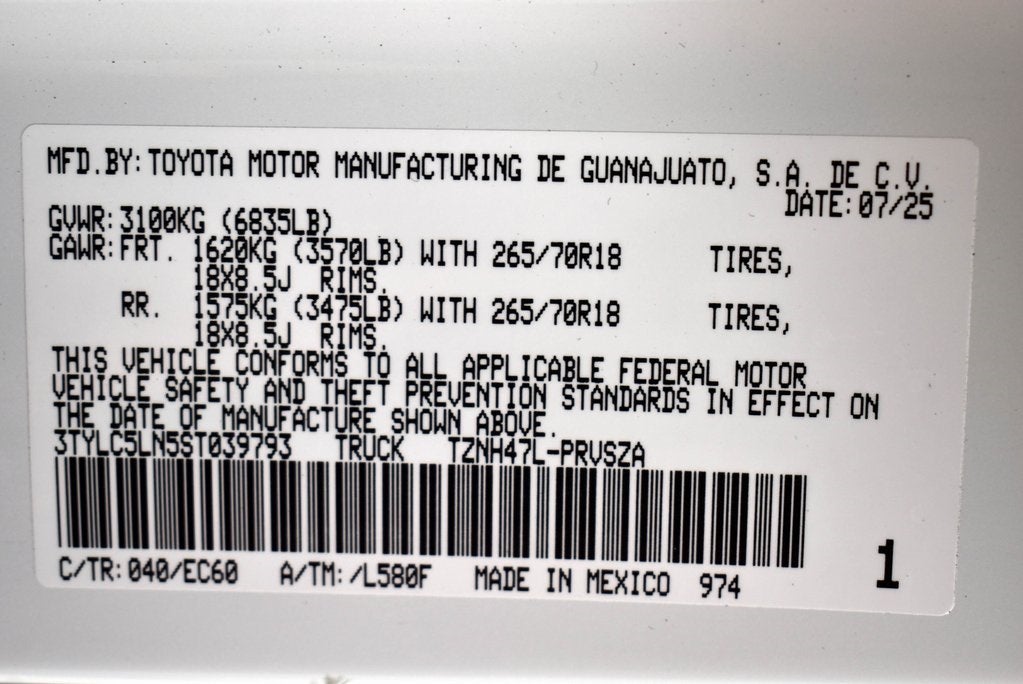 MFD.BY: TOYOTA MOTOR MANUFACTURING DE GUANAJUATO, S.A. DE C.V.
DATE: 07/25
GVWR: 3100KG (6835LB)
GAWR: FRT. 1620KG (3570LB) WITH 265/70R18 TIRES,
18X8.5J RIMS.
RR. 1575KG (3475LB) WITH 265/70R18 TIRES,
18X8.5J RIMS.
THIS VEHICLE CONFORMS TO ALL APPLICABLE FEDERAL MOTOR
VEHICLE SAFETY AND THEFT PREVENTION STANDARDS IN EFFECT ON
THE DATE OF MANUFACTURE SHOWN ABOVE.
3TYLC5LN5ST039793 TRUCK TZNH47L-PRVSZA
C/TR: 040/EC60 A/TM: /L580F MADE IN MEXICO 974
1